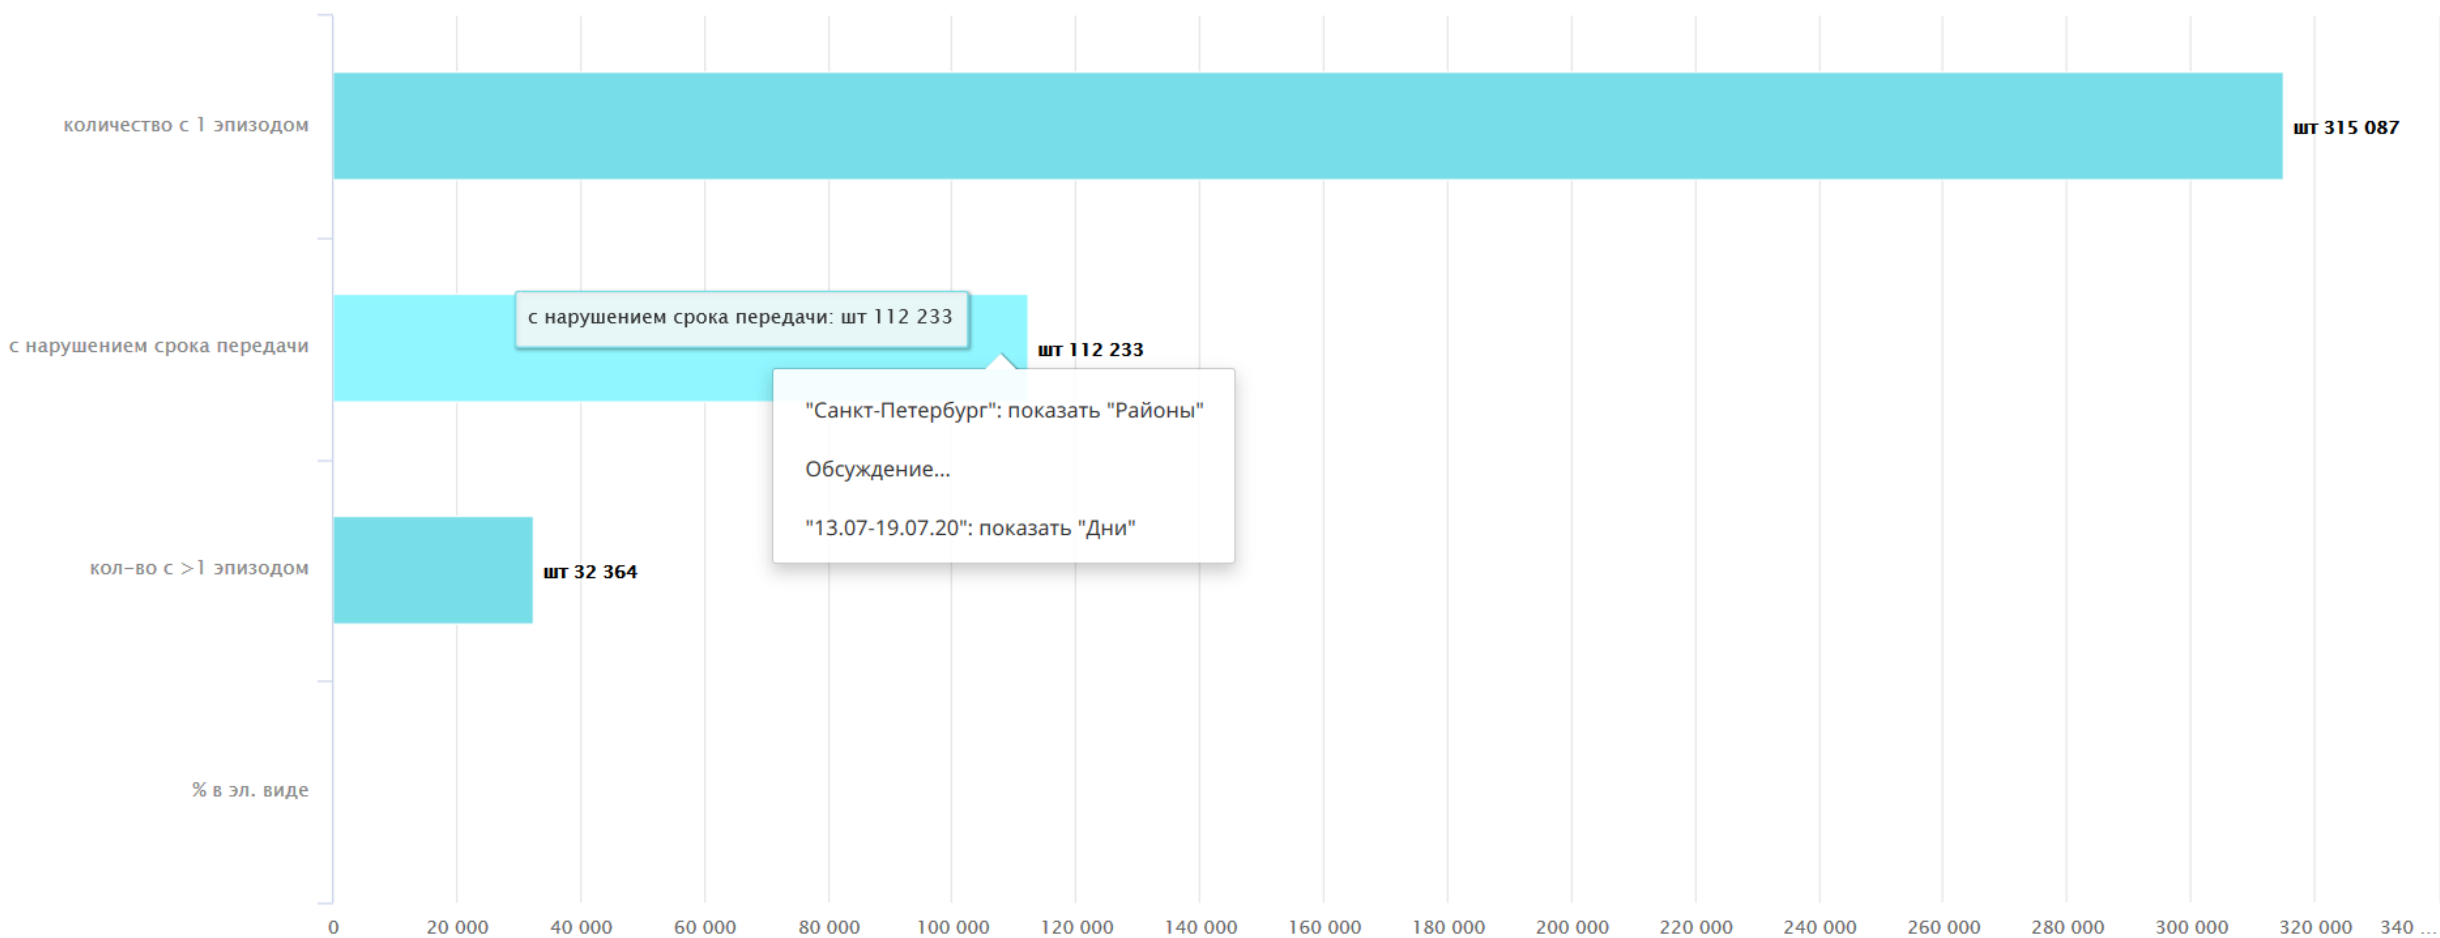 количество с 1 эпизодом
шт 315 087
с нарушением срока передачи
с нарушением срока передачи: шт 112 233
шт 112 233
"Санкт-Петербург": показать "Районы"
Обсуждение...
"13.07-19.07.20": показать "Дни"
кол-во с >1 эпизодом
шт 32 364
% в эл. виде
0 20 000 40 000 60 000 80 000 100 000 120 000 140 000 160 000 180 000 200 000 220 000 240 000 260 000 280 000 300 000 320 000 340 ...